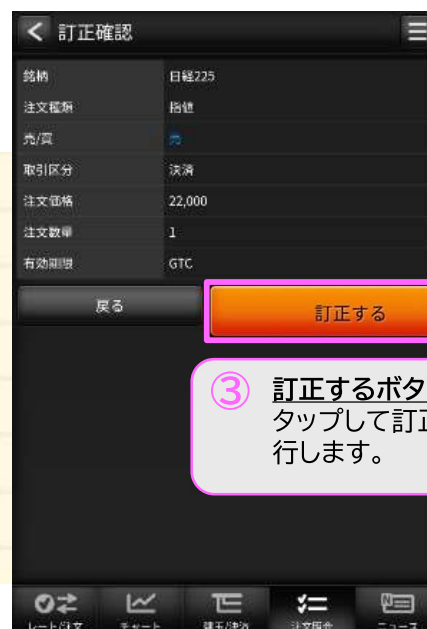 訂正確認
銘柄 日経225
注文種類 指値
売/買 売
取引区分 決済
注文価格 22,000
注文数量 1
有効期限 GTC
戻る 訂正する
③ 訂正するボタ
タップして訂正
行します。
レート/注文 チャート 建玉/決済 注文照会 ニュース